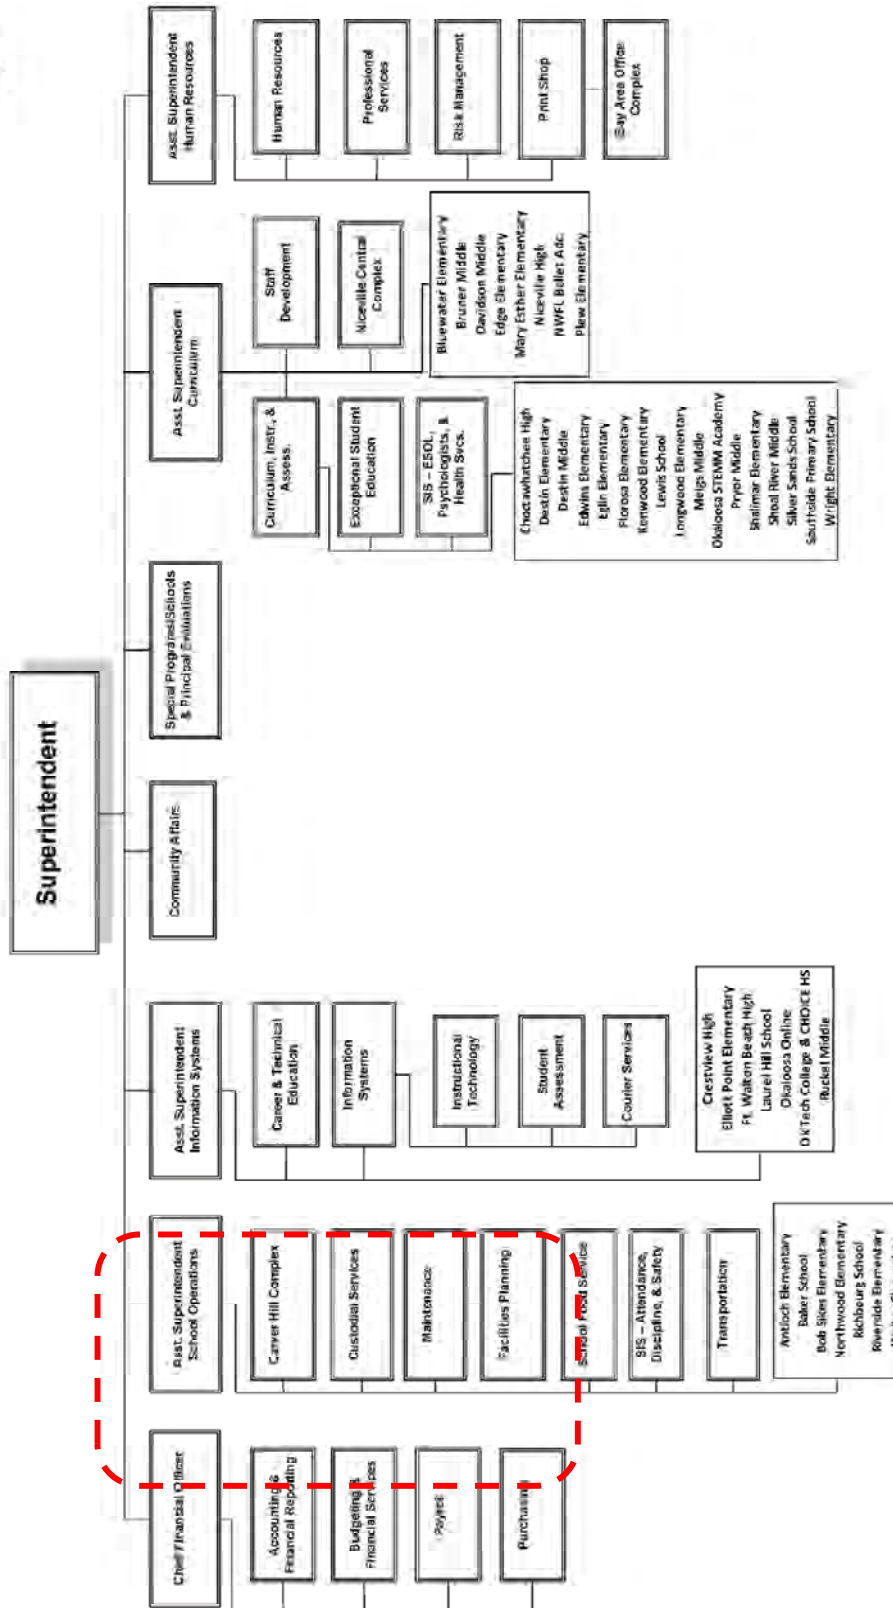 Superintendent
Chief Financial Officer
Accounting &
Financial Reporting
Budgeting &
Financial Services
Payroll
Purchasing
Asst. Superintendent
School Operations
Carver Hill Complex
Custodial Services
Maintenance
Facilities Planning
School Food Service
SIS – Attendance,
Discipline, & Safety
Transportation
Antioch Elementary
Baker School
Bob Sikes Elementary
Northwood Elementary
Richbourg School
Riverside Elementary
Asst. Superintendent
Information Systems
Career & Technical
Education
Information
Systems
Instructional
Technology
Student
Assessment
Courier Services
Crestview High
Elliott Point Elementary
Ft. Walton Beach High
Laurel Hill School
Okaloosa Online
OKTech College & CHOICE HS
Ruckel Middle
Community Affairs
Special Programs/Schools
& Principal Evaluations
Asst. Superintendent
Curriculum
Curriculum, Instr., &
Assess.
Exceptional Student
Education
SIS – ESOL,
Psychologists, &
Health Svcs.
Staff
Development
Niceville Central
Complex
Choctawhatchee High
Destin Elementary
Destin Middle
Edwins Elementary
Eglin Elementary
Florosa Elementary
Kenwood Elementary
Lewis School
Longwood Elementary
Meigs Middle
Okaloosa STEMM Academy
Pryor Middle
Shalimar Elementary
Shoal River Middle
Silver Sands School
Southside Primary School
Wright Elementary
Bluewater Elementary
Bruner Middle
Davidson Middle
Edge Elementary
Mary Esther Elementary
Niceville High
NWFL Ballet Adc.
Plew Elementary
Asst. Superintendent
Human Resources
Human Resources
Professional
Services
Risk Management
Print Shop
Bay Area Office
Complex